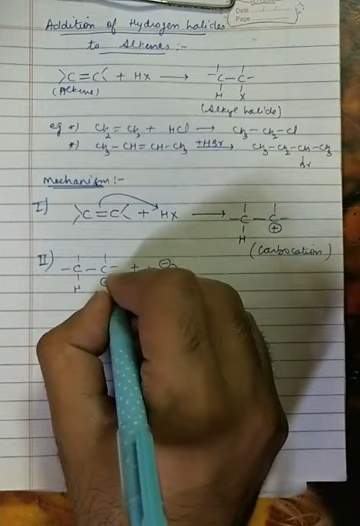 Date
Page
Addition of Hydrogen halides
to Alkenes :-
>C=C< + HX → -C-C-
(Alkene) H X
(Alkyl halide)
eg *) CH2 = CH2 + HCl → CH3-CH2-Cl
*) CH3-CH=CH-CH3 +HBr → CH3-CH2-CH-CH3
Br
Mechanism :-
I) >C=C< + HX → -C-C-
H ⊕
(Carbocation)
II) -C-C- +
H